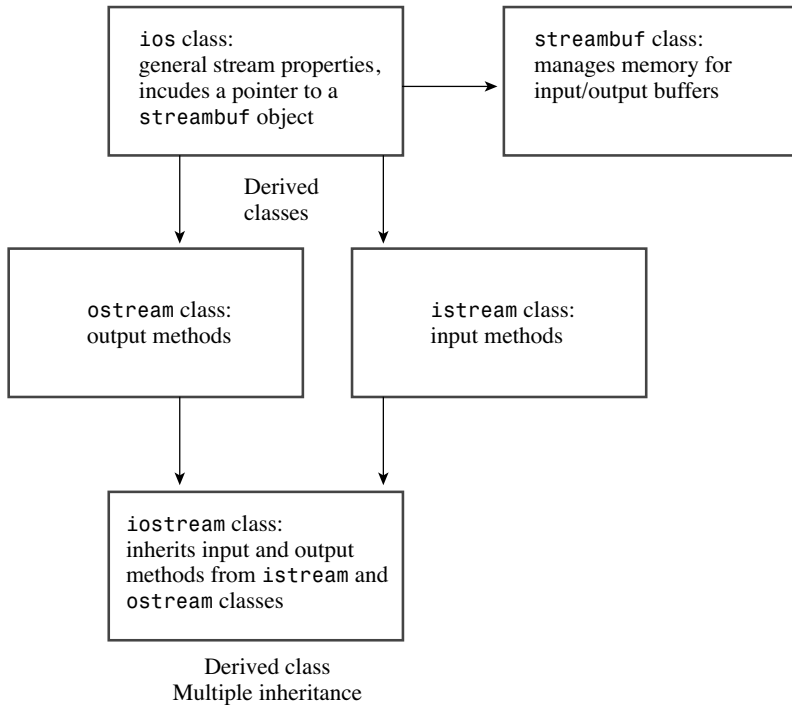 ios class:
general stream properties,
incudes a pointer to a
streambuf object
streambuf class:
manages memory for
input/output buffers
Derived
classes
ostream class:
output methods
istream class:
input methods
iostream class:
inherits input and output
methods from istream and
ostream classes
Derived class
Multiple inheritance